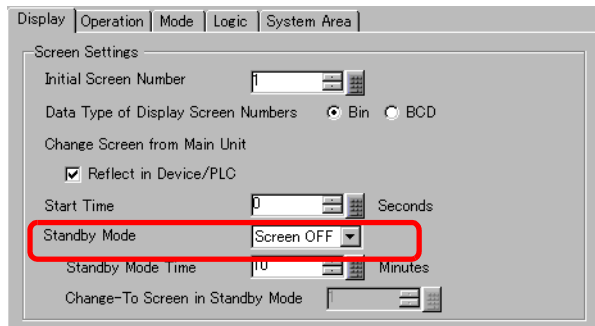 Display Operation Mode Logic System Area
Screen Settings
Initial Screen Number 1
Data Type of Display Screen Numbers Bin BCD
Change Screen from Main Unit
Reflect in Device/PLC
Start Time 0 Seconds
Standby Mode Screen OFF
Standby Mode Time 10 Minutes
Change-To Screen in Standby Mode 1